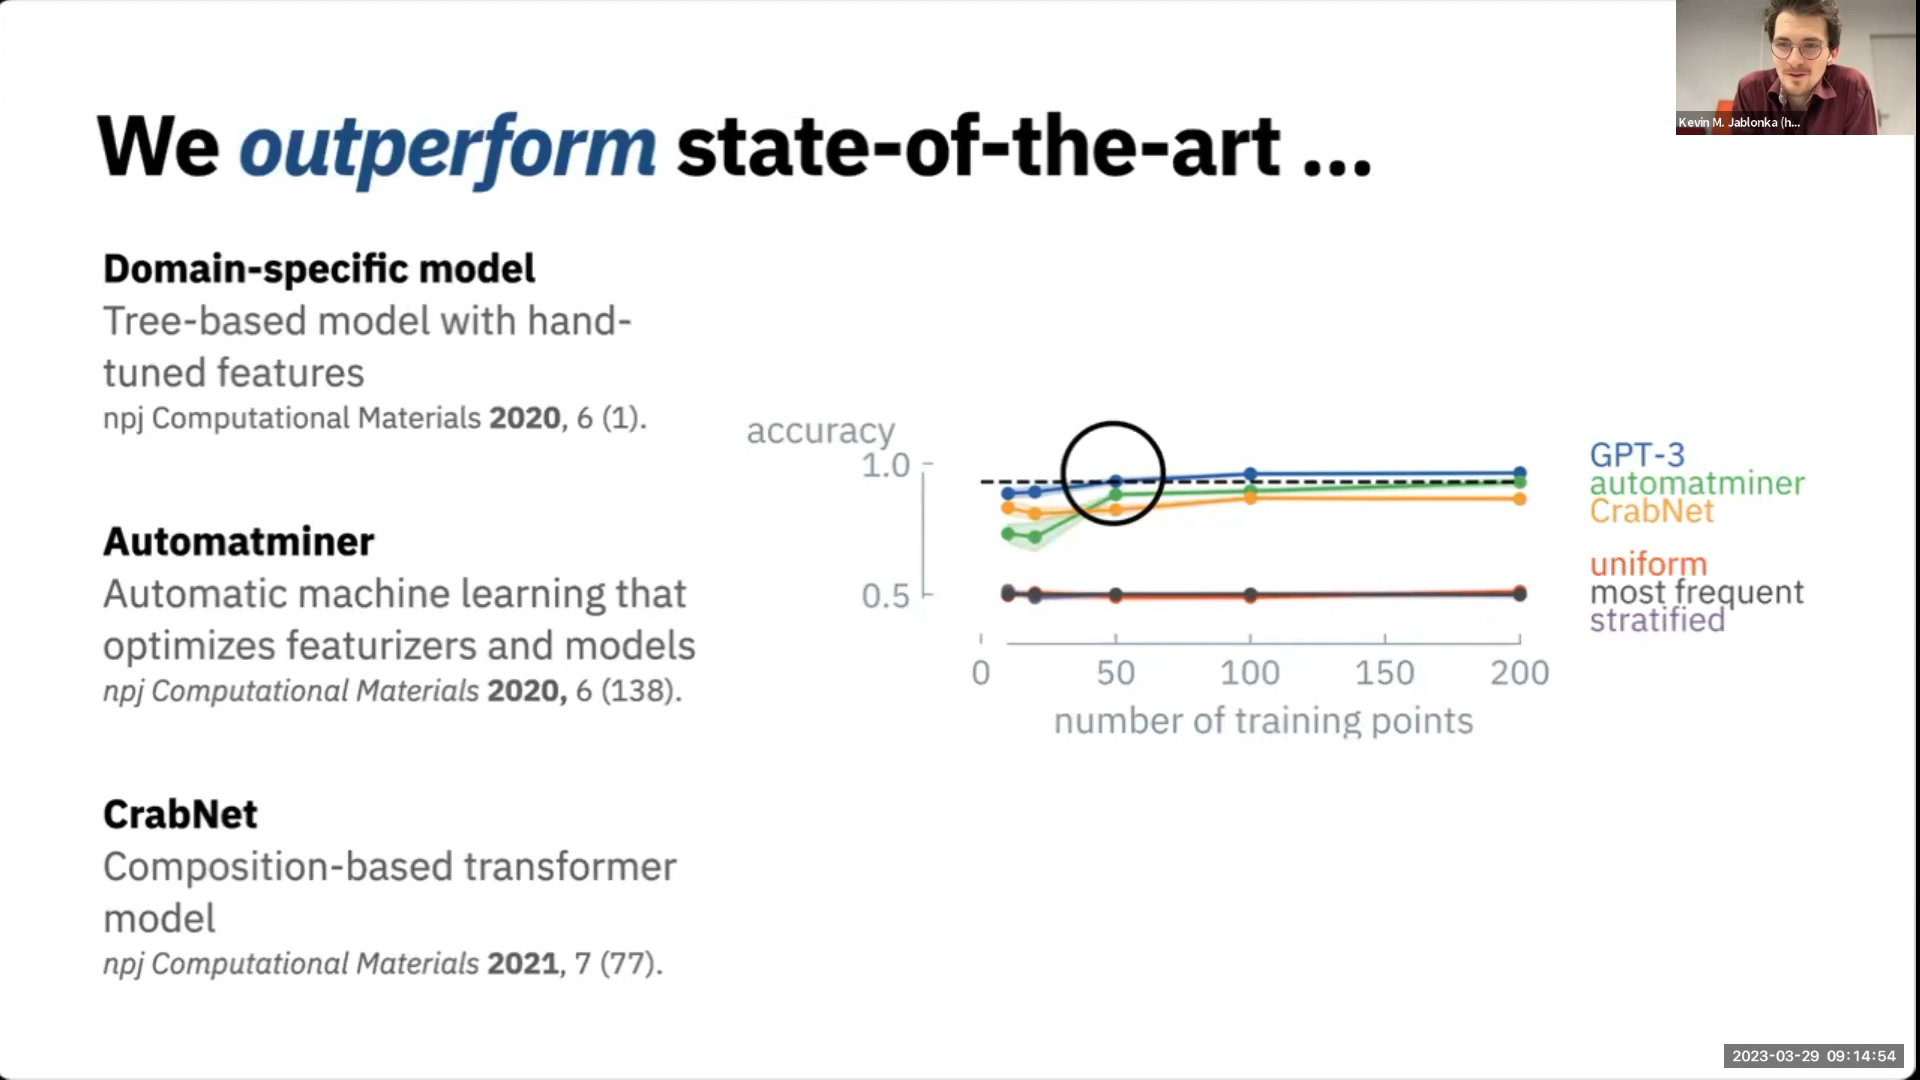 We outperform state-of-the-art ...
Kevin M. Jablonka (h...
Domain-specific model
Tree-based model with hand-
tuned features
npj Computational Materials 2020, 6 (1).
Automatminer
Automatic machine learning that
optimizes featurizers and models
npj Computational Materials 2020, 6 (138).
CrabNet
Composition-based transformer
model
npj Computational Materials 2021, 7 (77).
accuracy
1.0
0.5
0 50 100 150 200
number of training points
GPT-3
automatminer
CrabNet
uniform
most frequent
stratified
2023-03-29 09:14:54